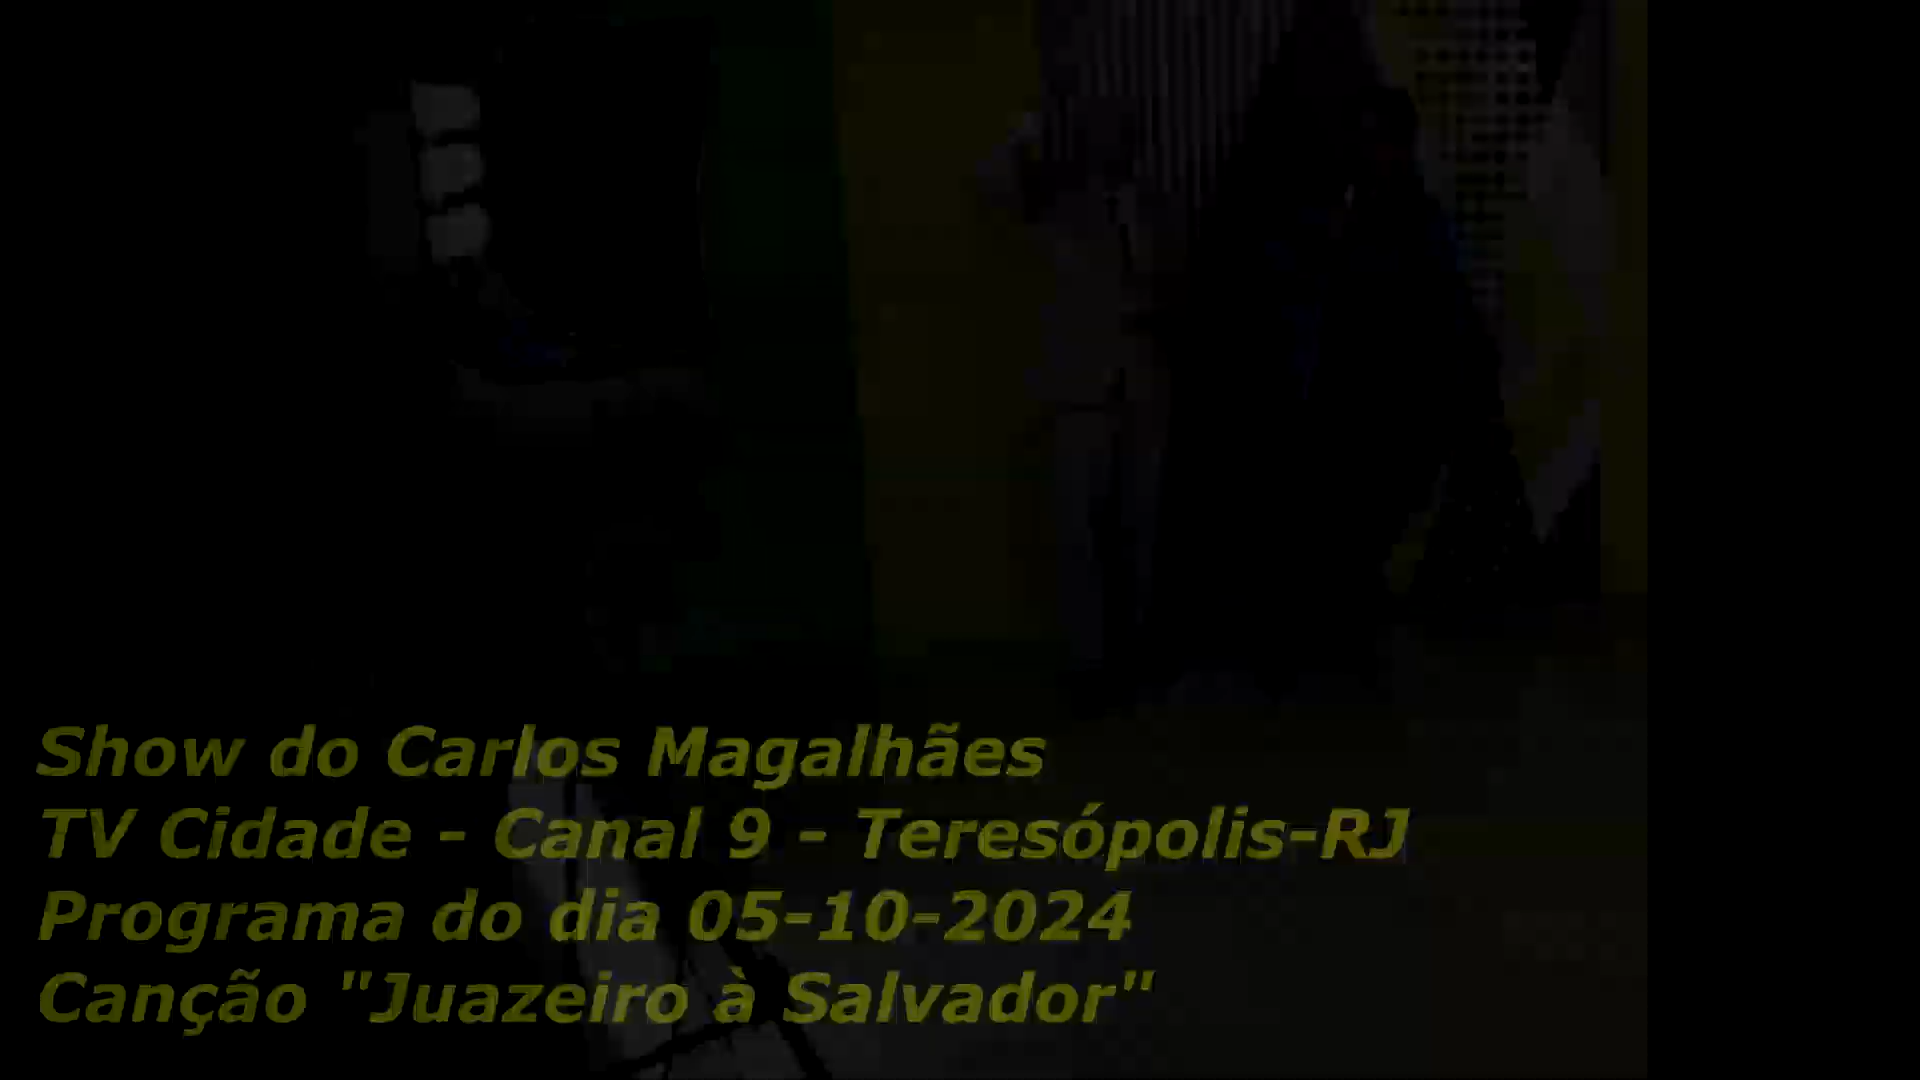 Show do Carlos Magalhães
TV Cidade - Canal 9 - Teresópolis-RJ
Programa do dia 05-10-2024
Canção "Juazeiro à Salvador"